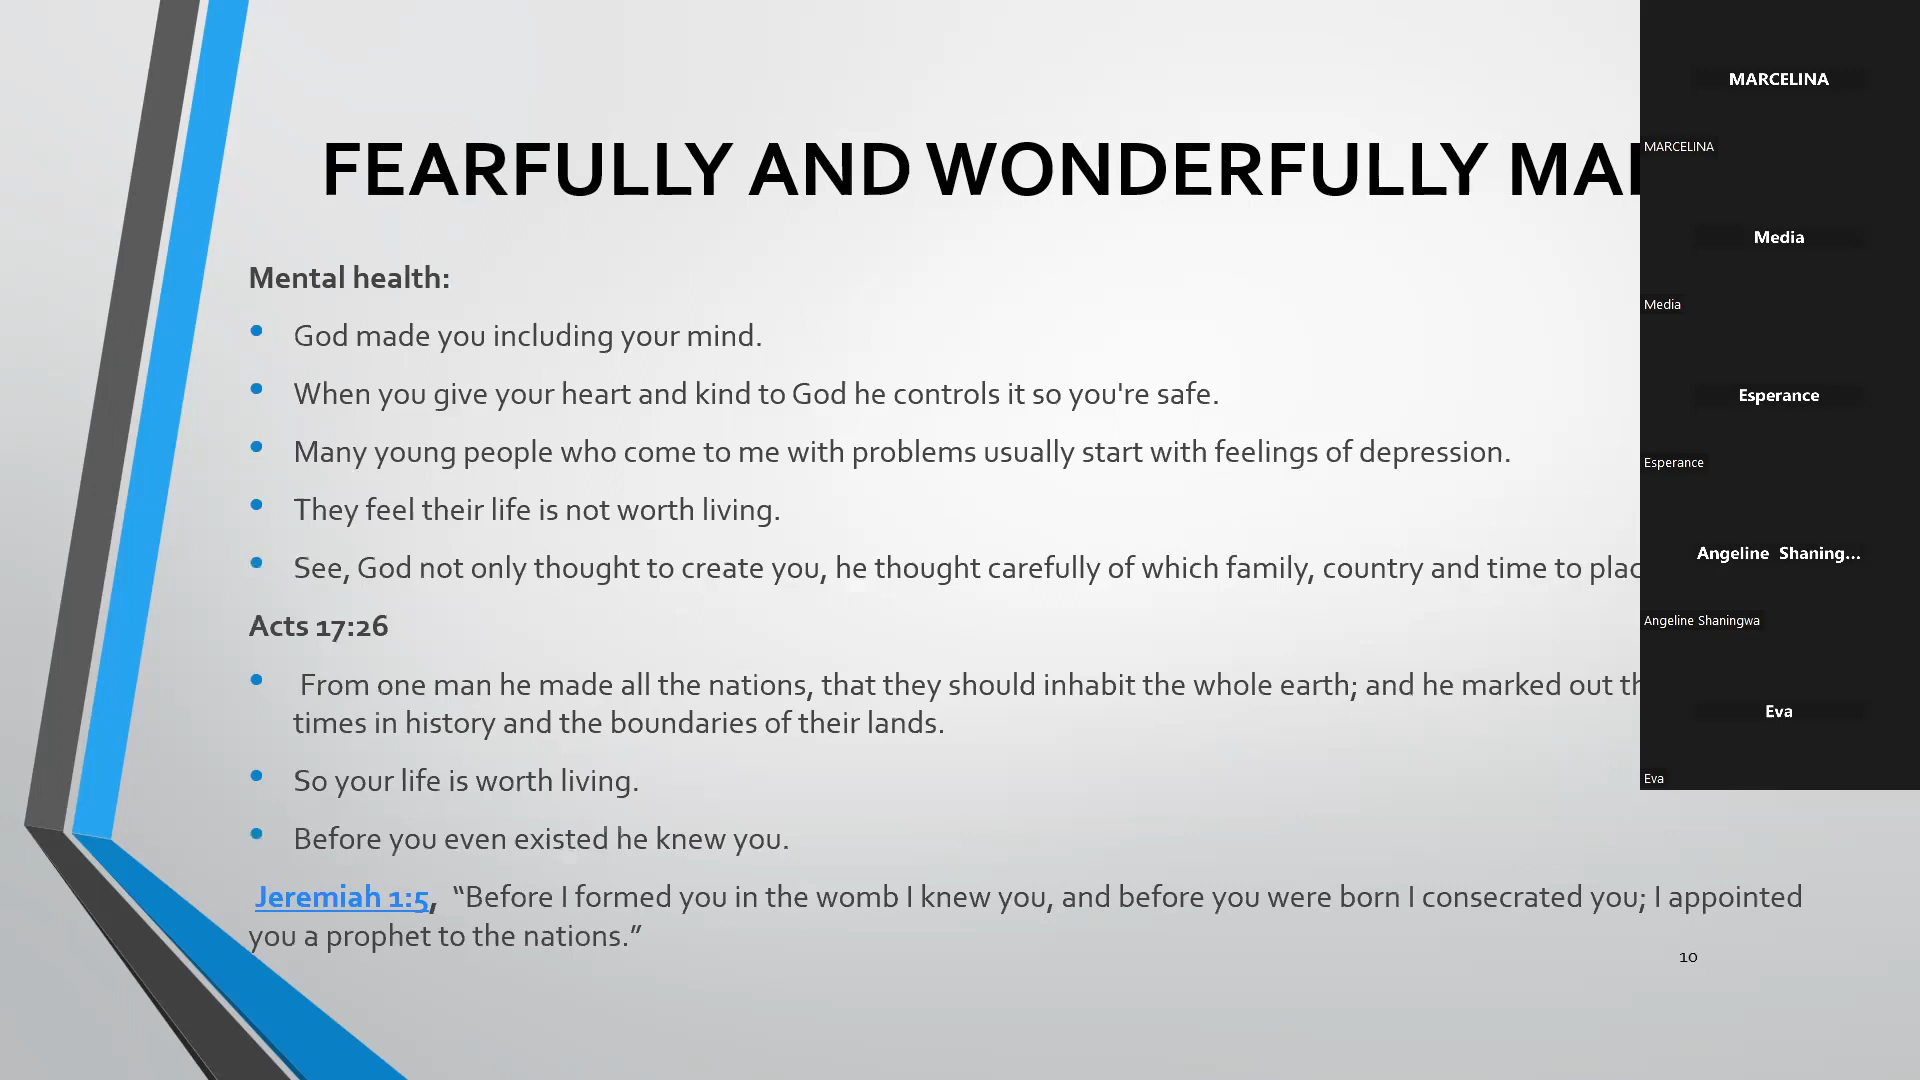 FEARFULLY AND WONDERFULLY
Mental health:
• God made you including your mind.
• When you give your heart and kind to God he controls it so you're safe.
• Many young people who come to me with problems usually start with feelings of depression.
• They feel their life is not worth living.
• See, God not only thought to create you, he thought carefully of which family, country and time to
Acts 17:26
• From one man he made all the nations, that they should inhabit the whole earth; and he marked out
times in history and the boundaries of their lands.
• So your life is worth living.
• Before you even existed he knew you.
Jeremiah 1:5, “Before I formed you in the womb I knew you, and before you were born I consecrated you; I appointed
you a prophet to the nations.”
10
MARCELINA
MARCELINA
Media
Media
Esperance
Esperance
Angeline Shaning...
Angeline Shaningwa
Eva
Eva